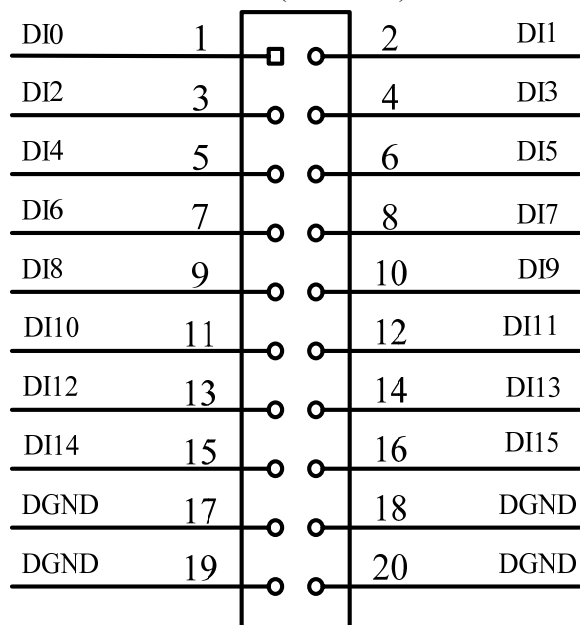 DI0 1 2 DI1
DI2 3 4 DI3
DI4 5 6 DI5
DI6 7 8 DI7
DI8 9 10 DI9
DI10 11 12 DI11
DI12 13 14 DI13
DI14 15 16 DI15
DGND 17 18 DGND
DGND 19 20 DGND